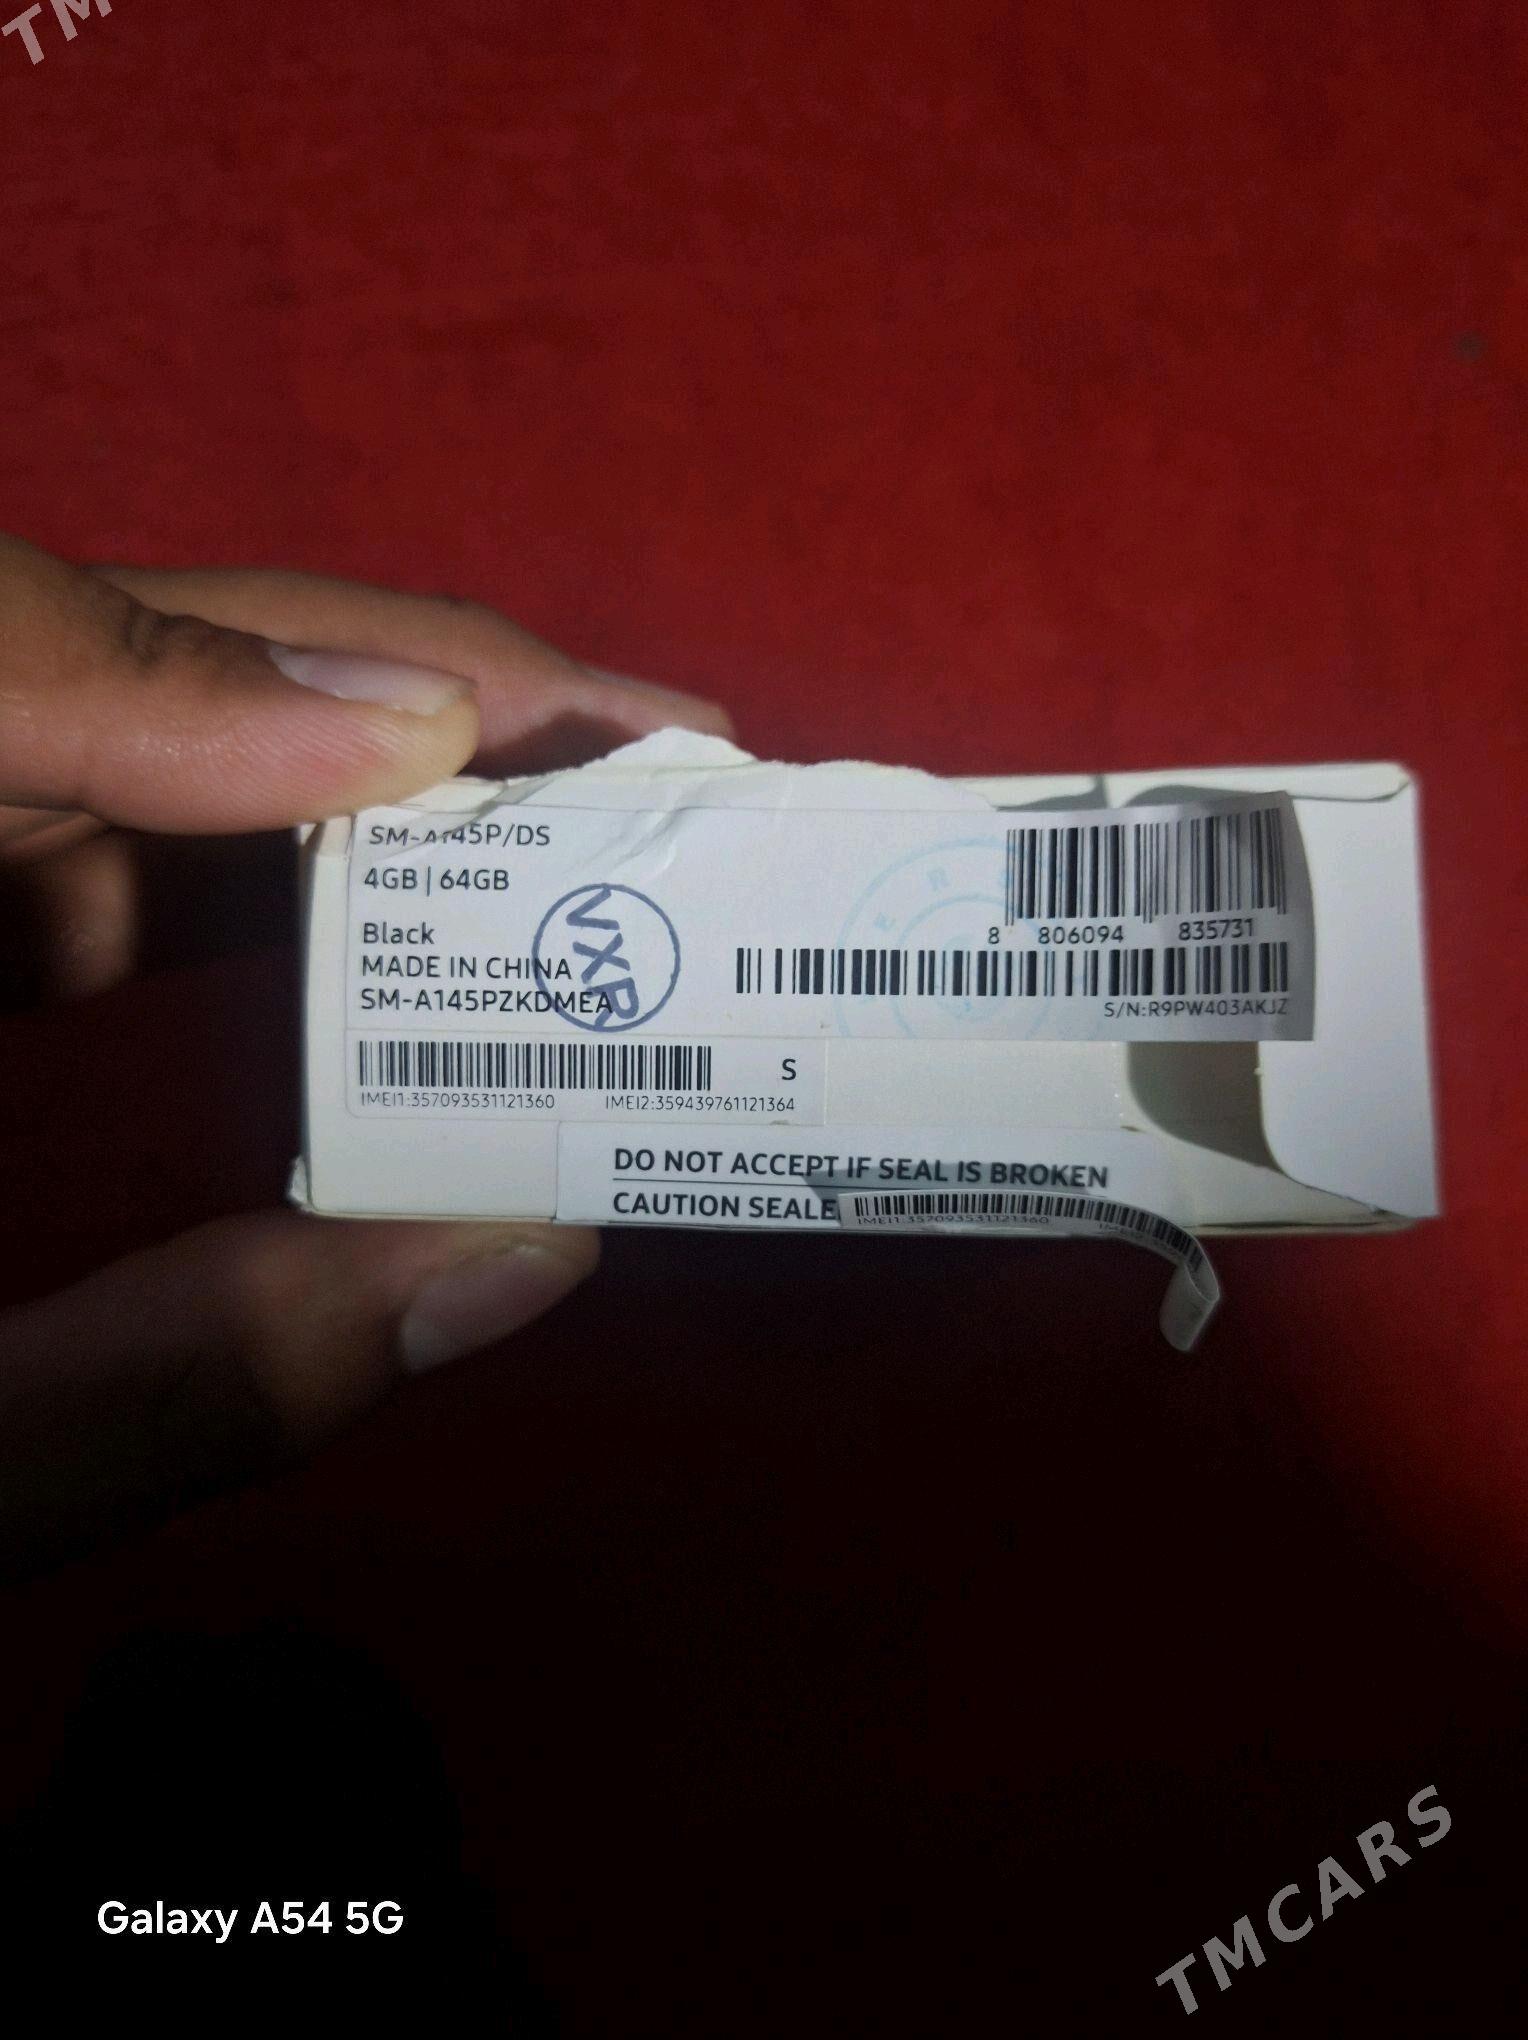 TM
SM-A145P/DS
4GB | 64GB
Black
MADE IN CHINA
SM-A145PZKDMEA
VXR
8 806094 835731
S/N:R9PW403AKJZ
S
IMEI1:357093531121360 IMEI2:359439761121364
DO NOT ACCEPT IF SEAL IS BROKEN
CAUTION SEALE
IMEI1:357093531121360
Galaxy A54 5G
TMCARS